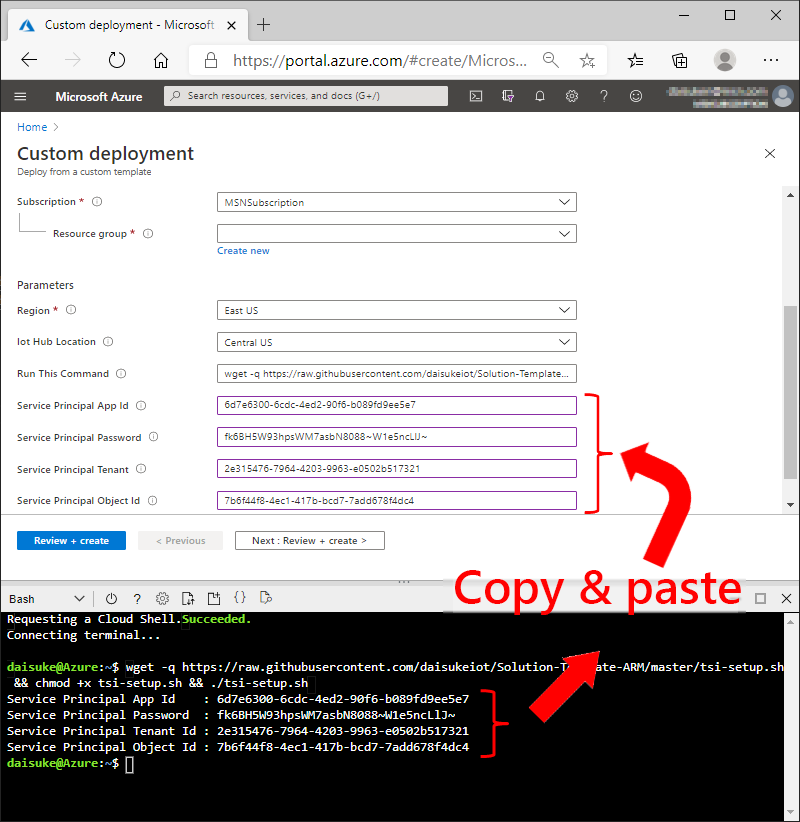 Custom deployment - Microsoft
https://portal.azure.com/#create/Micros...
Microsoft Azure
Search resources, services, and docs (G+/)
Home >
Custom deployment
Deploy from a custom template
Subscription *
MSNSubscription
Resource group *
Create new
Parameters
Region *
East US
Iot Hub Location
Central US
Run This Command
wget -q https://raw.githubusercontent.com/daisukeiot/Solution-Template...
Service Principal App Id
6d7e6300-6cdc-4ed2-90f6-b089fd9ee5e7
Service Principal Password
fk6BH5W93hpsWM7asbN8088~W1e5ncLlJ~
Service Principal Tenant
2e315476-7964-4203-9963-e0502b517321
Service Principal Object Id
7b6f44f8-4ec1-417b-bcd7-7add678f4dc4
Review + create
< Previous
Next : Review + create >
Copy & paste
Bash
Requesting a Cloud Shell.Succeeded.
Connecting terminal...
daisuke@Azure:~$ wget -q https://raw.githubusercontent.com/daisukeiot/Solution-Template-ARM/master/tsi-setup.sh
&& chmod +x tsi-setup.sh && ./tsi-setup.sh
Service Principal App Id : 6d7e6300-6cdc-4ed2-90f6-b089fd9ee5e7
Service Principal Password : fk6BH5W93hpsWM7asbN8088~W1e5ncLlJ~
Service Principal Tenant Id : 2e315476-7964-4203-9963-e0502b517321
Service Principal Object Id : 7b6f44f8-4ec1-417b-bcd7-7add678f4dc4
daisuke@Azure:~$